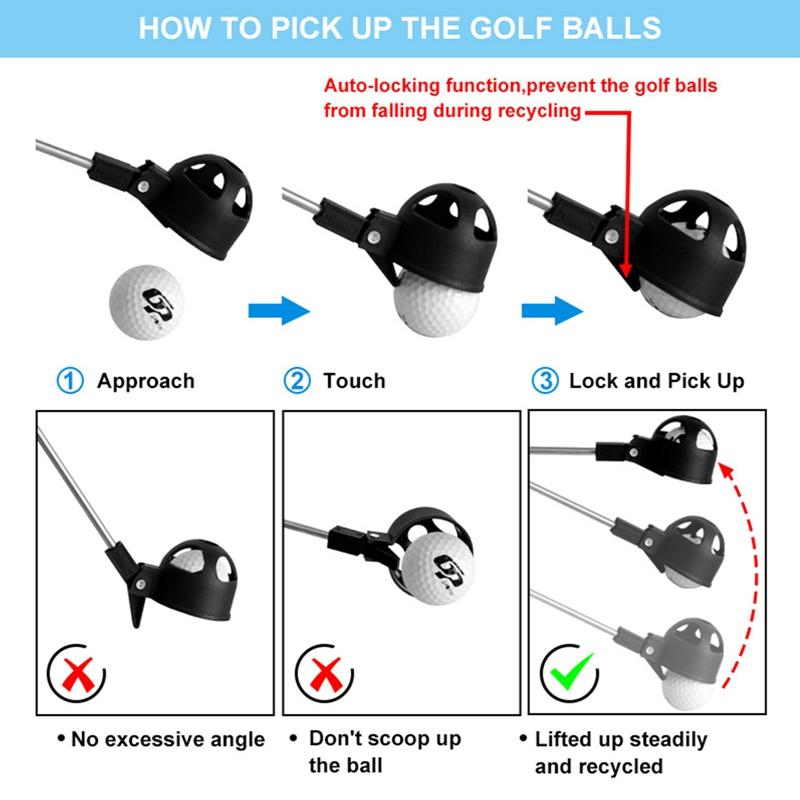 HOW TO PICK UP THE GOLF BALLS
Auto-locking function,prevent the golf balls
from falling during recycling
1 Approach
2 Touch
3 Lock and Pick Up
• No excessive angle
• Don't scoop up
the ball
• Lifted up steadily
and recycled